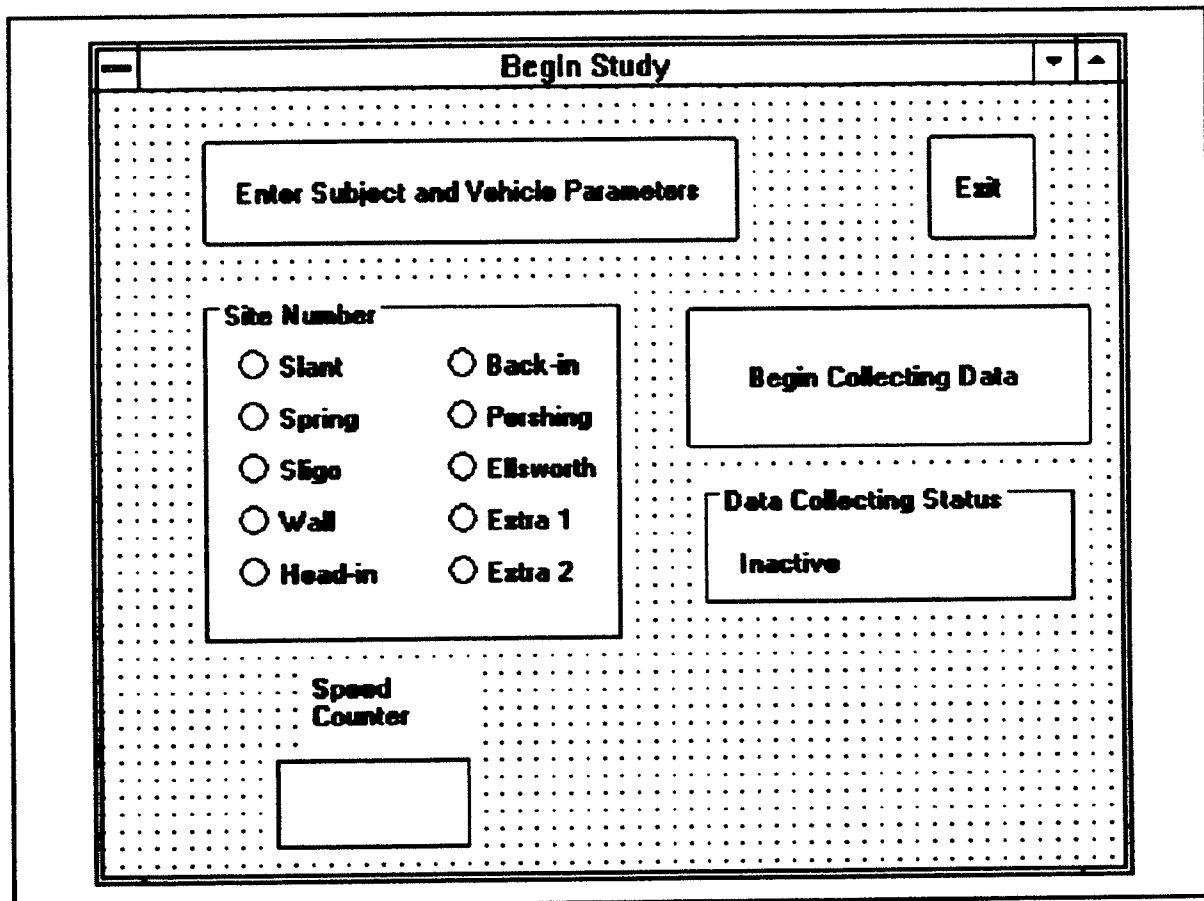 Begin Study
Enter Subject and Vehicle Parameters
Exit
Site Number
Slant
Back-in
Spring
Pershing
Sligo
Ellsworth
Wall
Extra 1
Head-in
Extra 2
Begin Collecting Data
Data Collecting Status
Inactive
Speed
Counter